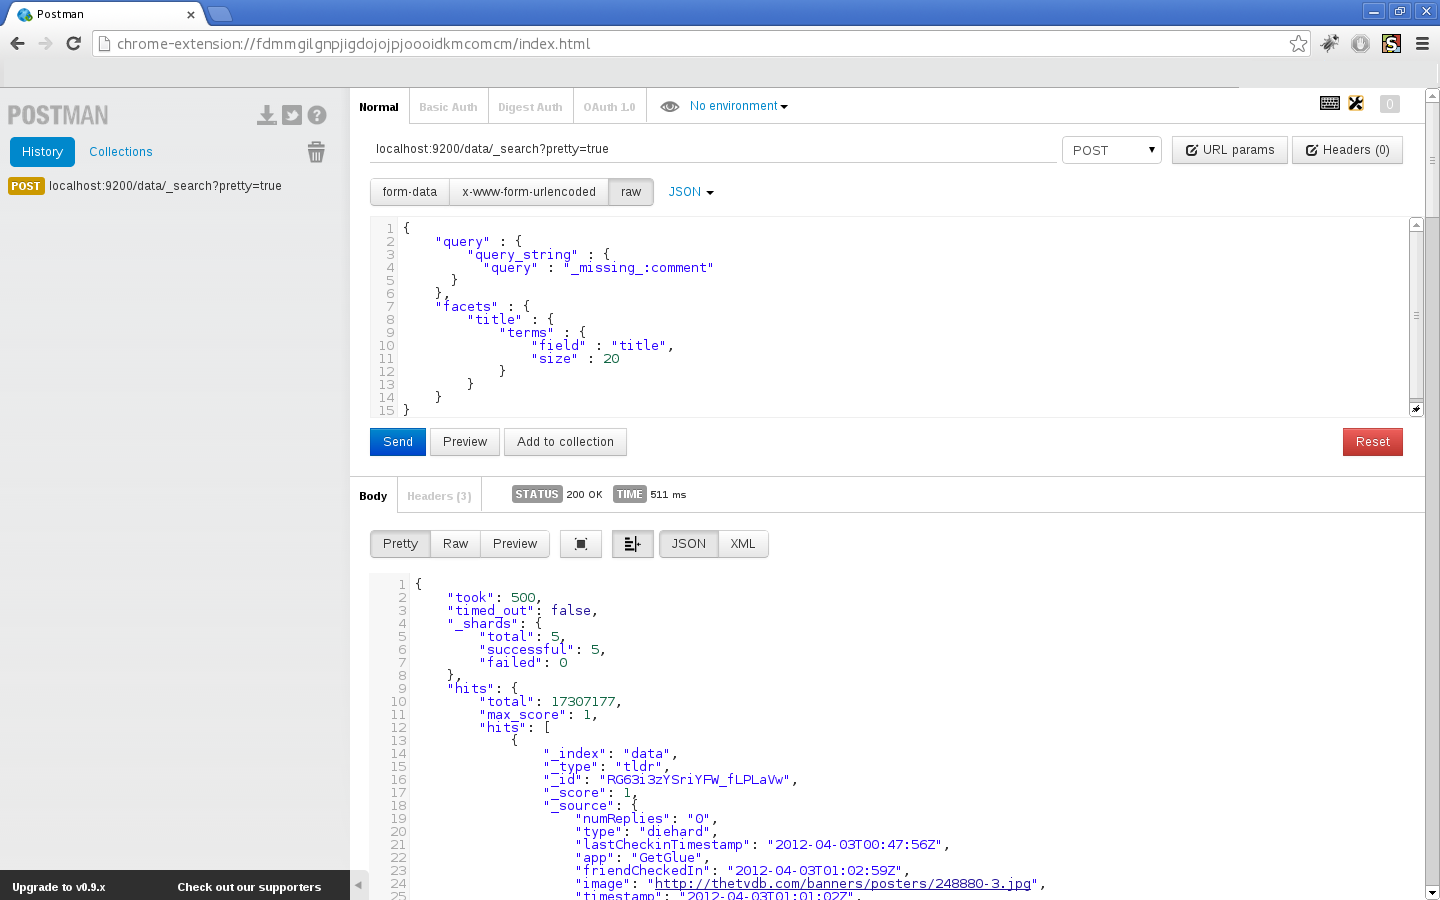 Postman
chrome-extension://fdmmgilgnpjigdojojpjoooidkmcomcm/index.html
POSTMAN
History Collections
POST localhost:9200/data/_search?pretty=true
Normal Basic Auth Digest Auth OAuth 1.0 No environment 0
localhost:9200/data/_search?pretty=true POST URL params Headers (0)
form-data x-www-form-urlencoded raw JSON
1 {
2 "query" : {
3 "query_string" : {
4 "query" : "_missing_:comment"
5 }
6 },
7 "facets" : {
8 "title" : {
9 "terms" : {
10 "field" : "title",
11 "size" : 20
12 }
13 }
14 }
15 }
Send Preview Add to collection Reset
Body Headers (3) STATUS 200 OK TIME 511 ms
Pretty Raw Preview JSON XML
1 {
2 "took": 500,
3 "timed_out": false,
4 "_shards": {
5 "total": 5,
6 "successful": 5,
7 "failed": 0
8 },
9 "hits": {
10 "total": 17307177,
11 "max_score": 1,
12 "hits": [
13 {
14 "_index": "data",
15 "_type": "tldr",
16 "_id": "RG63i3zYSriYFW_fLPLaVw",
17 "_score": 1,
18 "_source": {
19 "numReplies": "0",
20 "type": "diehard",
21 "lastCheckinTimestamp": "2012-04-03T00:47:56Z",
22 "app": "GetGlue",
23 "friendCheckedIn": "2012-04-03T01:02:59Z",
24 "image": "http://thetvdb.com/banners/posters/248880-3.jpg",
25 "timestamp": "2012-04-03T01:01:02Z",
Upgrade to v0.9.x Check out our supporters